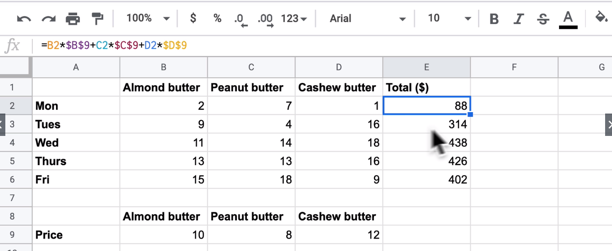 100% $ % .0 .00 123 Arial 10 B I S A
fx =B2*$B$9+C2*$C$9+D2*$D$9
A B C D E F G
1 Almond butter Peanut butter Cashew butter Total ($)
2 Mon 2 7 1 88
3 Tues 9 4 16 314
4 Wed 11 14 18 438
5 Thurs 13 13 16 426
6 Fri 15 18 9 402
7
8 Almond butter Peanut butter Cashew butter
9 Price 10 8 12